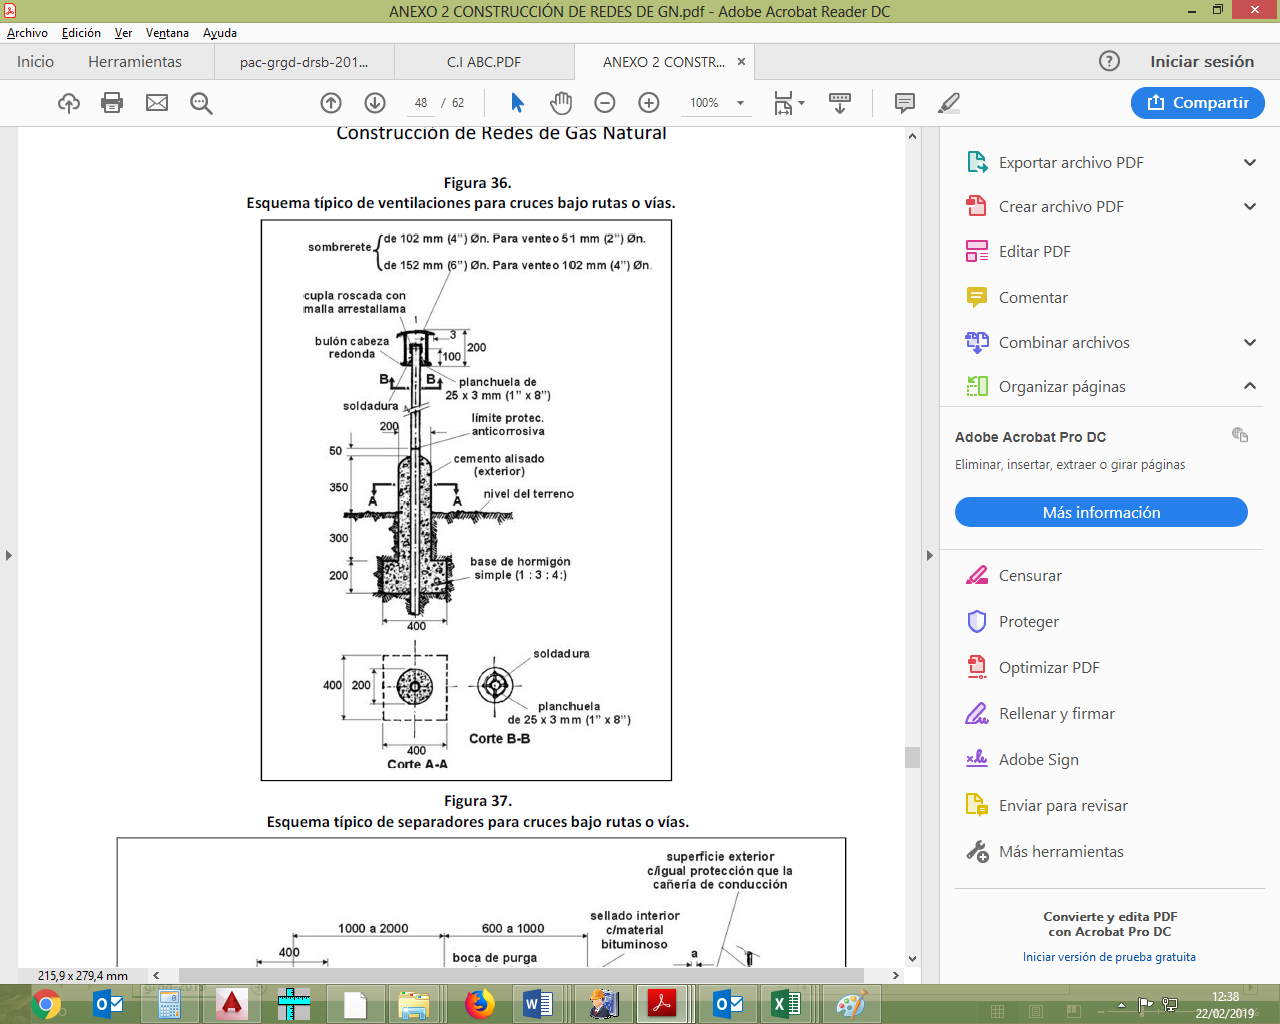 ANEXO 2 CONSTRUCCIÓN DE REDES DE GN.pdf - Adobe Acrobat Reader DC
Archivo Edición Ver Ventana Ayuda
Inicio Herramientas pac-grgd-drsb-201... C.I ABC.PDF ANEXO 2 CONSTR... × Iniciar sesión
48 / 62 100% Compartir
Construcción de Redes de Gas Natural
Figura 36.
Esquema típico de ventilaciones para cruces bajo rutas o vías.
sombrerete
de 102 mm (4”) Øn. Para venteo 51 mm (2”) Øn.
de 152 mm (6”) Øn. Para venteo 102 mm (4”) Øn.
cupla roscada con
malla arrestallama
3
bulón cabeza
redonda
200
100
B B
planchuela de
25 x 3 mm (1” x 8”)
soldadura
límite protec.
anticorrosiva
200
50
cemento alisado
(exterior)
350
A A
nivel del terreno
300
base de hormigón
simple (1 : 3 : 4:)
200
400
soldadura
400 200
planchuela
de 25 x 3 mm (1” x 8”)
Corte B-B
400
Corte A-A
Figura 37.
Esquema típico de separadores para cruces bajo rutas o vías.
superficie exterior
c/igual protección que la
cañería de conducción
sellado interior
c/material
bituminoso
1000 a 2000 600 a 1000
400
boca de purga
a
215,9 x 279,4 mm
Exportar archivo PDF
Crear archivo PDF
Editar PDF
Comentar
Combinar archivos
Organizar páginas
Adobe Acrobat Pro DC
Eliminar, insertar, extraer o girar páginas
Más información
Censurar
Proteger
Optimizar PDF
Rellenar y firmar
Adobe Sign
Enviar para revisar
Más herramientas
Convierte y edita PDF
con Acrobat Pro DC
Iniciar versión de prueba gratuita
12:38
22/02/2019